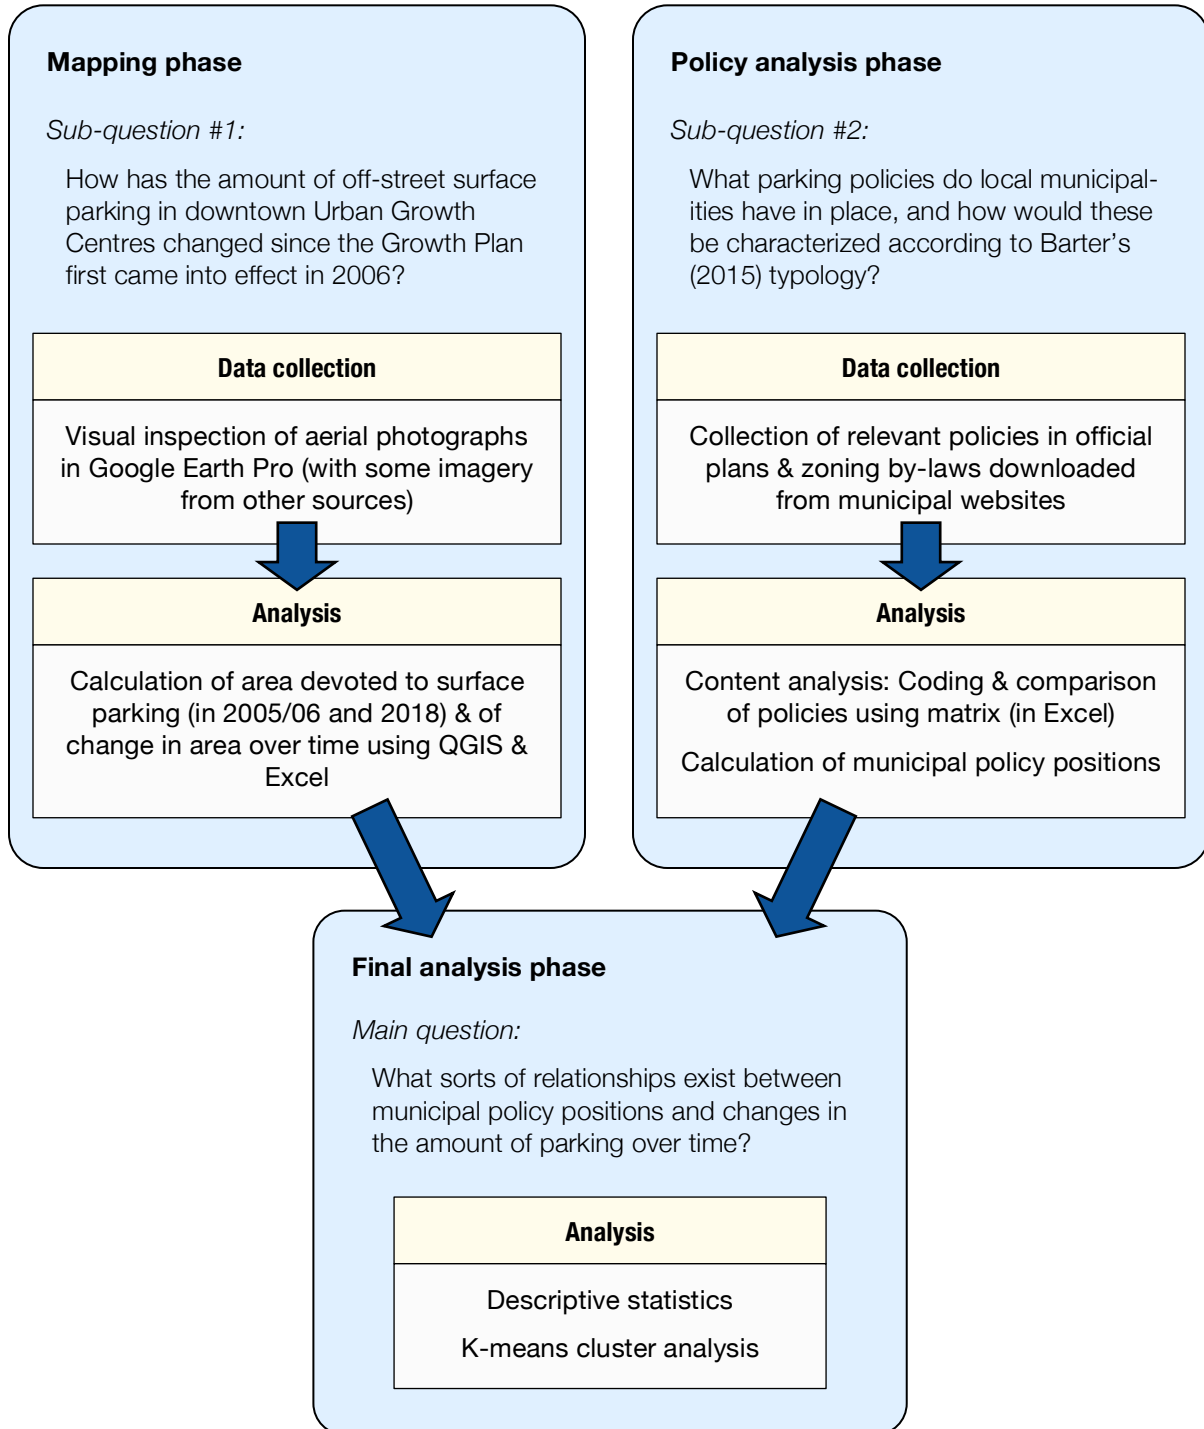 Mapping phase
Sub-question #1:
How has the amount of off-street surface
parking in downtown Urban Growth
Centres changed since the Growth Plan
first came into effect in 2006?
Data collection
Visual inspection of aerial photographs
in Google Earth Pro (with some imagery
from other sources)
Analysis
Calculation of area devoted to surface
parking (in 2005/06 and 2018) & of
change in area over time using QGIS &
Excel
Policy analysis phase
Sub-question #2:
What parking policies do local municipal-
ities have in place, and how would these
be characterized according to Barter's
(2015) typology?
Data collection
Collection of relevant policies in official
plans & zoning by-laws downloaded
from municipal websites
Analysis
Content analysis: Coding & comparison
of policies using matrix (in Excel)
Calculation of municipal policy positions
Final analysis phase
Main question:
What sorts of relationships exist between
municipal policy positions and changes in
the amount of parking over time?
Analysis
Descriptive statistics
K-means cluster analysis